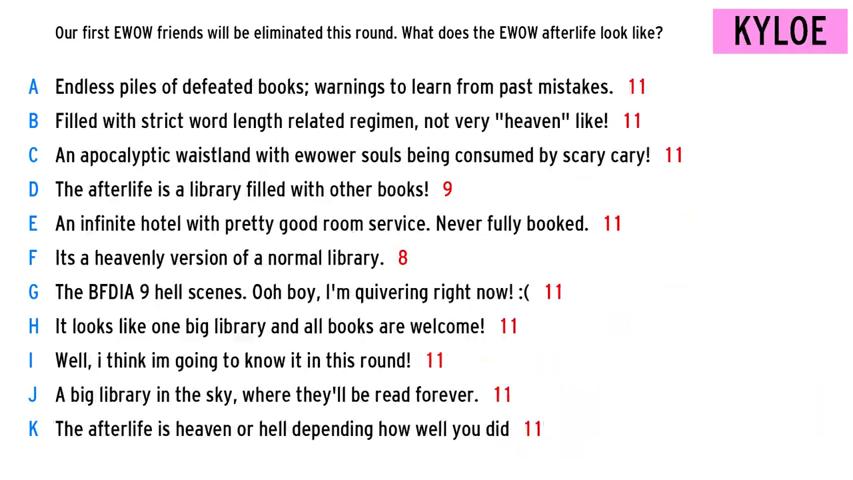 Our first EWOW friends will be eliminated this round. What does the EWOW afterlife look like?
KYLOE
A Endless piles of defeated books; warnings to learn from past mistakes. 11
B Filled with strict word length related regimen, not very "heaven" like! 11
C An apocalyptic waistland with ewower souls being consumed by scary cary! 11
D The afterlife is a library filled with other books! 9
E An infinite hotel with pretty good room service. Never fully booked. 11
F Its a heavenly version of a normal library. 8
G The BFDIA 9 hell scenes. Ooh boy, I'm quivering right now! :( 11
H It looks like one big library and all books are welcome! 11
I Well, i think im going to know it in this round! 11
J A big library in the sky, where they'll be read forever. 11
K The afterlife is heaven or hell depending how well you did 11